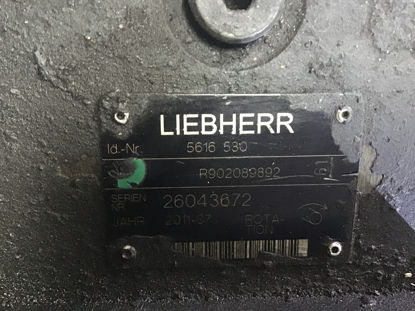 LIEBHERR
Id.-Nr. 5616 530
R902089892 61
SERIEN NR 26043672
JAHR 2011-37 ROTA-TION